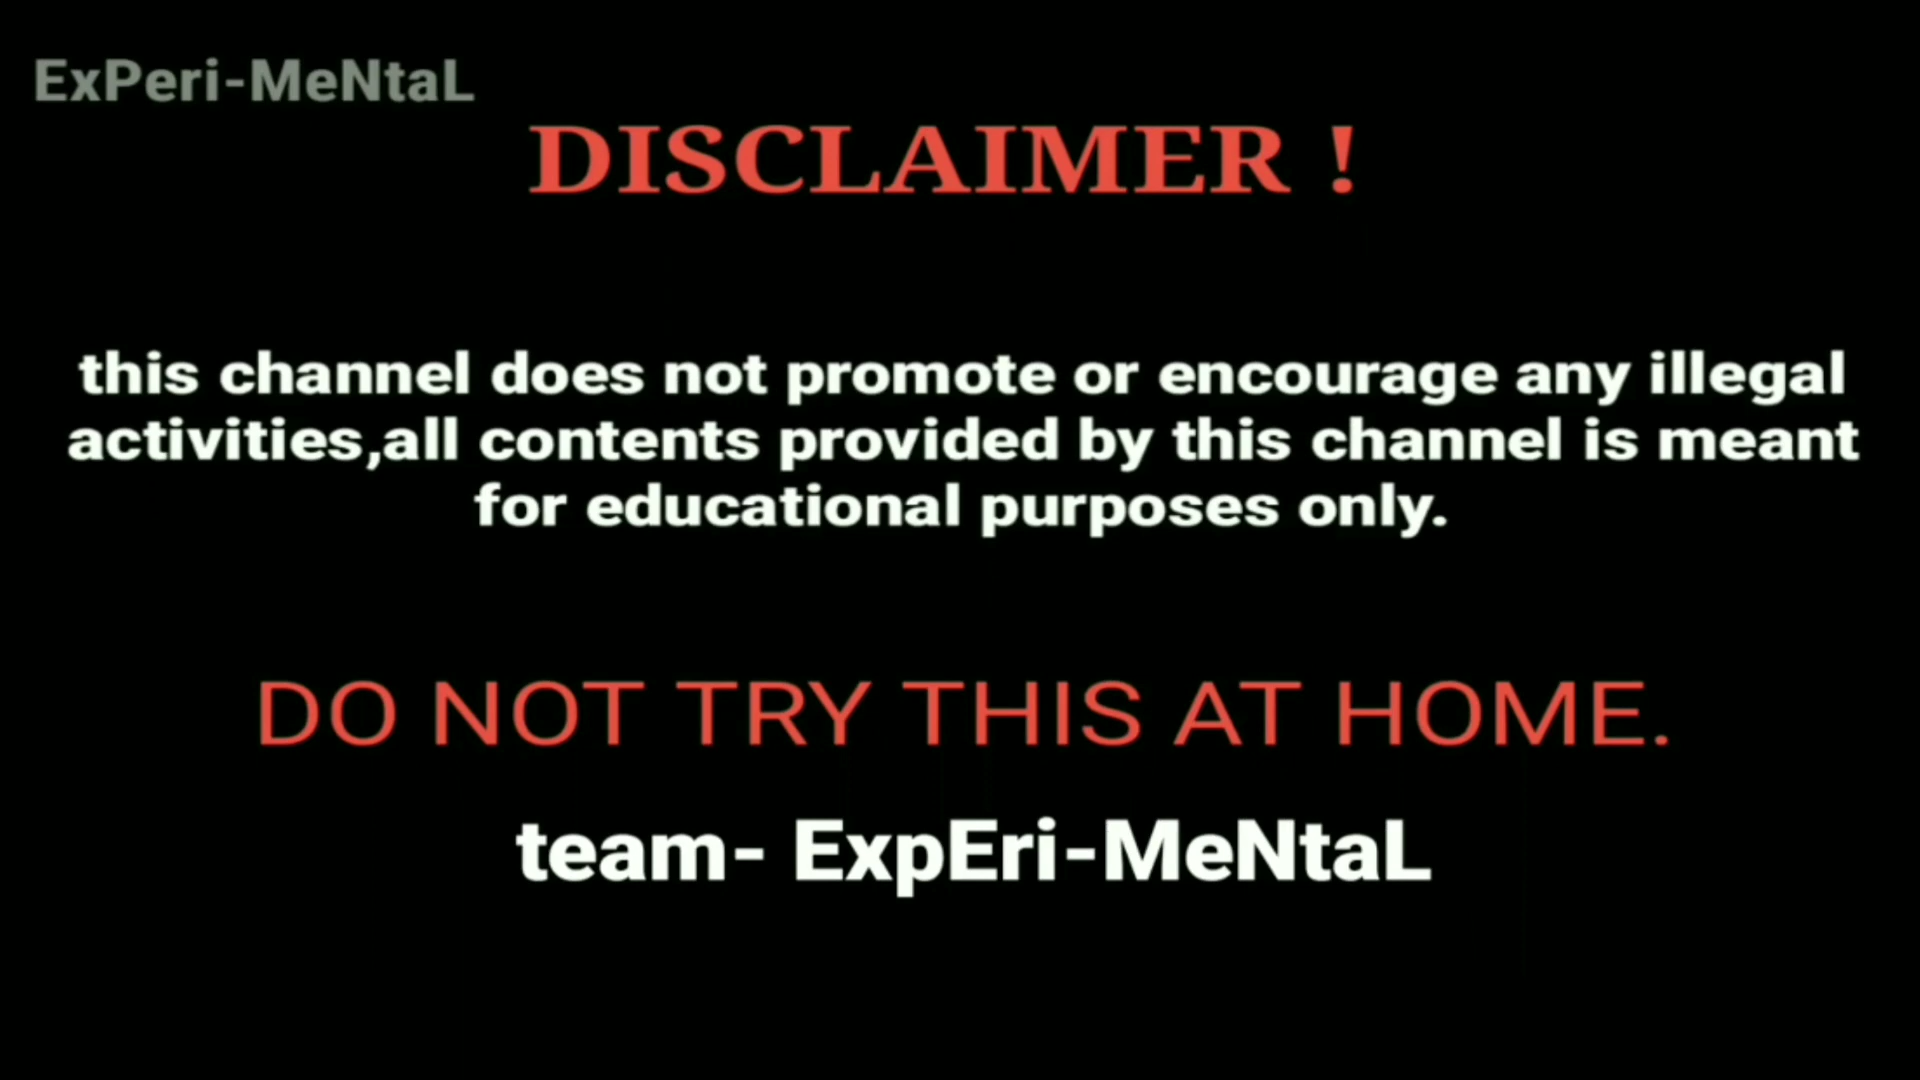 ExPeri-MeNtaL
DISCLAIMER !
this channel does not promote or encourage any illegal
activities,all contents provided by this channel is meant
for educational purposes only.
DO NOT TRY THIS AT HOME.
team- ExpEri-MeNtaL